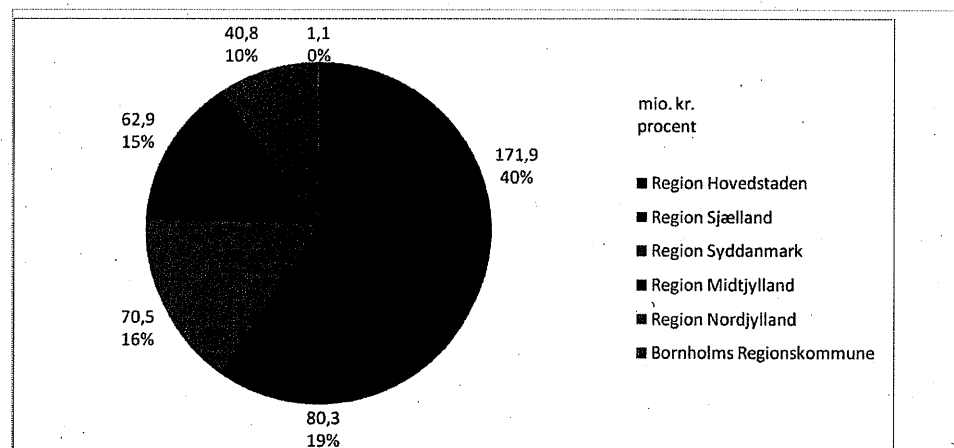 40,8
10%
1,1
0%
62,9
15%
171,9
40%
70,5
16%
80,3
19%
mio. kr.
procent
Region Hovedstaden
Region Sjælland
Region Syddanmark
Region Midtjylland
Region Nordjylland
Bornholms Regionskommune